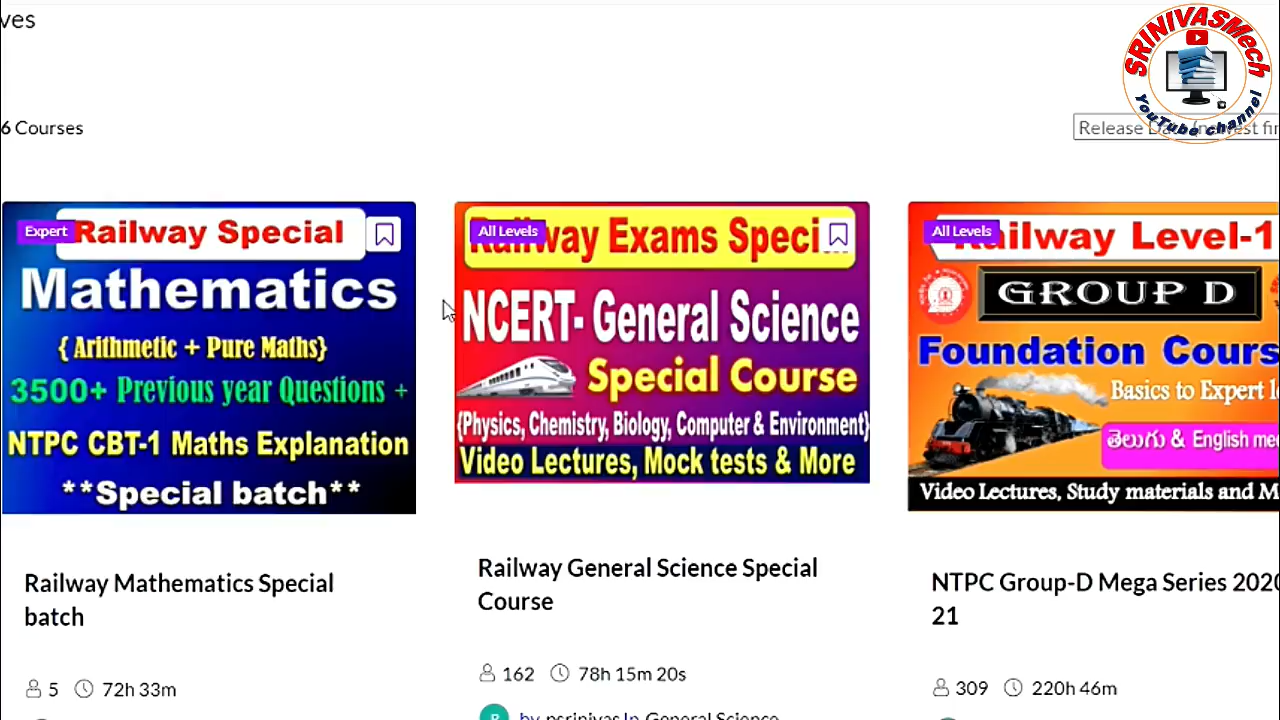 ves
SRINIVASMech
YouTube channel
6 Courses
Release
Expert
Railway Special
Mathematics
{ Arithmetic + Pure Maths}
3500+ Previous year Questions +
NTPC CBT-1 Maths Explanation
**Special batch**
Railway Mathematics Special
batch
5 72h 33m
All Levels
Railway Exams Speci
NCERT- General Science
Special Course
{Physics, Chemistry, Biology, Computer & Environment}
Video Lectures, Mock tests & More
Railway General Science Special
Course
162 78h 15m 20s
P
by psrinivas In General Science
All Levels
Railway Level-1
GROUP D
Foundation Cours
Basics to Expert l
తెలుగు & English me
Video Lectures, Study materials and M
NTPC Group-D Mega Series 2020
21
309 220h 46m